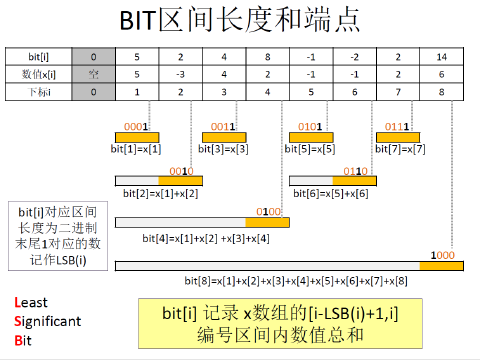 BIT区间长度和端点
bit[i] 0 5 2 4 8 -1 -2 2 14
数值x[i] 空 5 -3 4 2 -1 -1 2 6
下标i 0 1 2 3 4 5 6 7 8
0001 0011 0101 0111
bit[1]=x[1] bit[3]=x[3] bit[5]=x[5] bit[7]=x[7]
0010 0110
bit[2]=x[1]+x[2] bit[6]=x[5]+x[6]
bit[i]对应区间
长度为二进制
末尾1对应的数
记作LSB(i)
0100
bit[4]=x[1]+x[2] +x[3]+x[4]
1000
bit[8]=x[1]+x[2]+x[3]+x[4]+x[5]+x[6]+x[7]+x[8]
Least
Significant
Bit
bit[i] 记录 x数组的[i-LSB(i)+1,i]
编号区间内数值总和